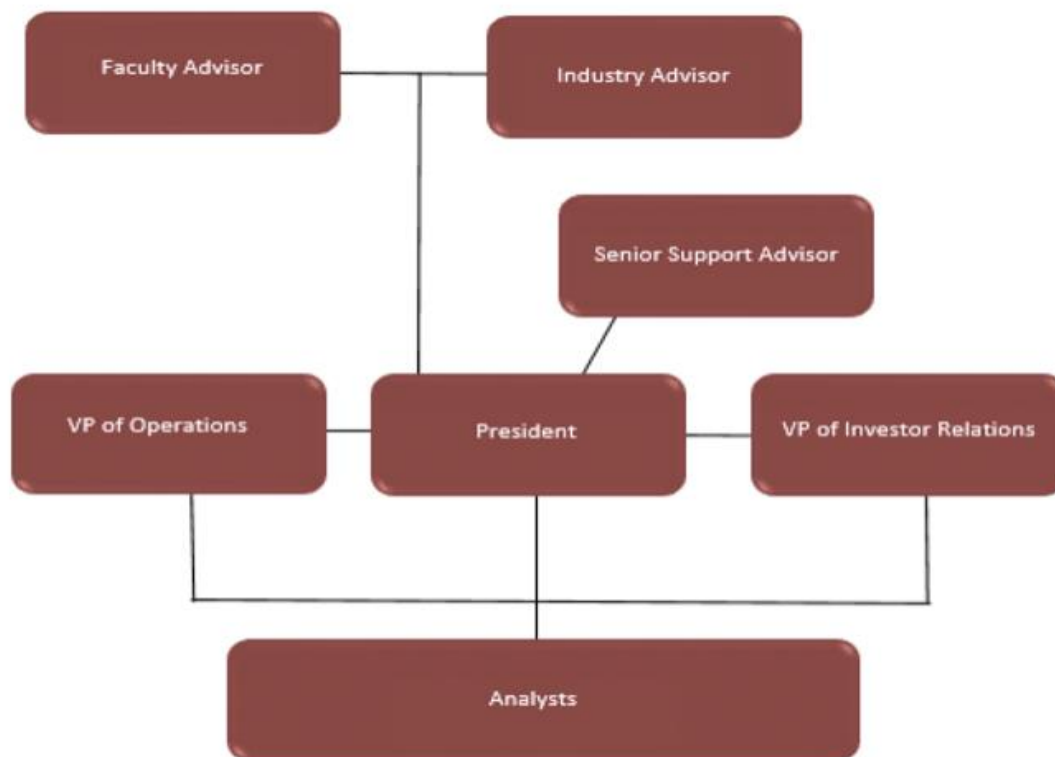 Faculty Advisor
Industry Advisor
Senior Support Advisor
VP of Operations
President
VP of Investor Relations
Analysts